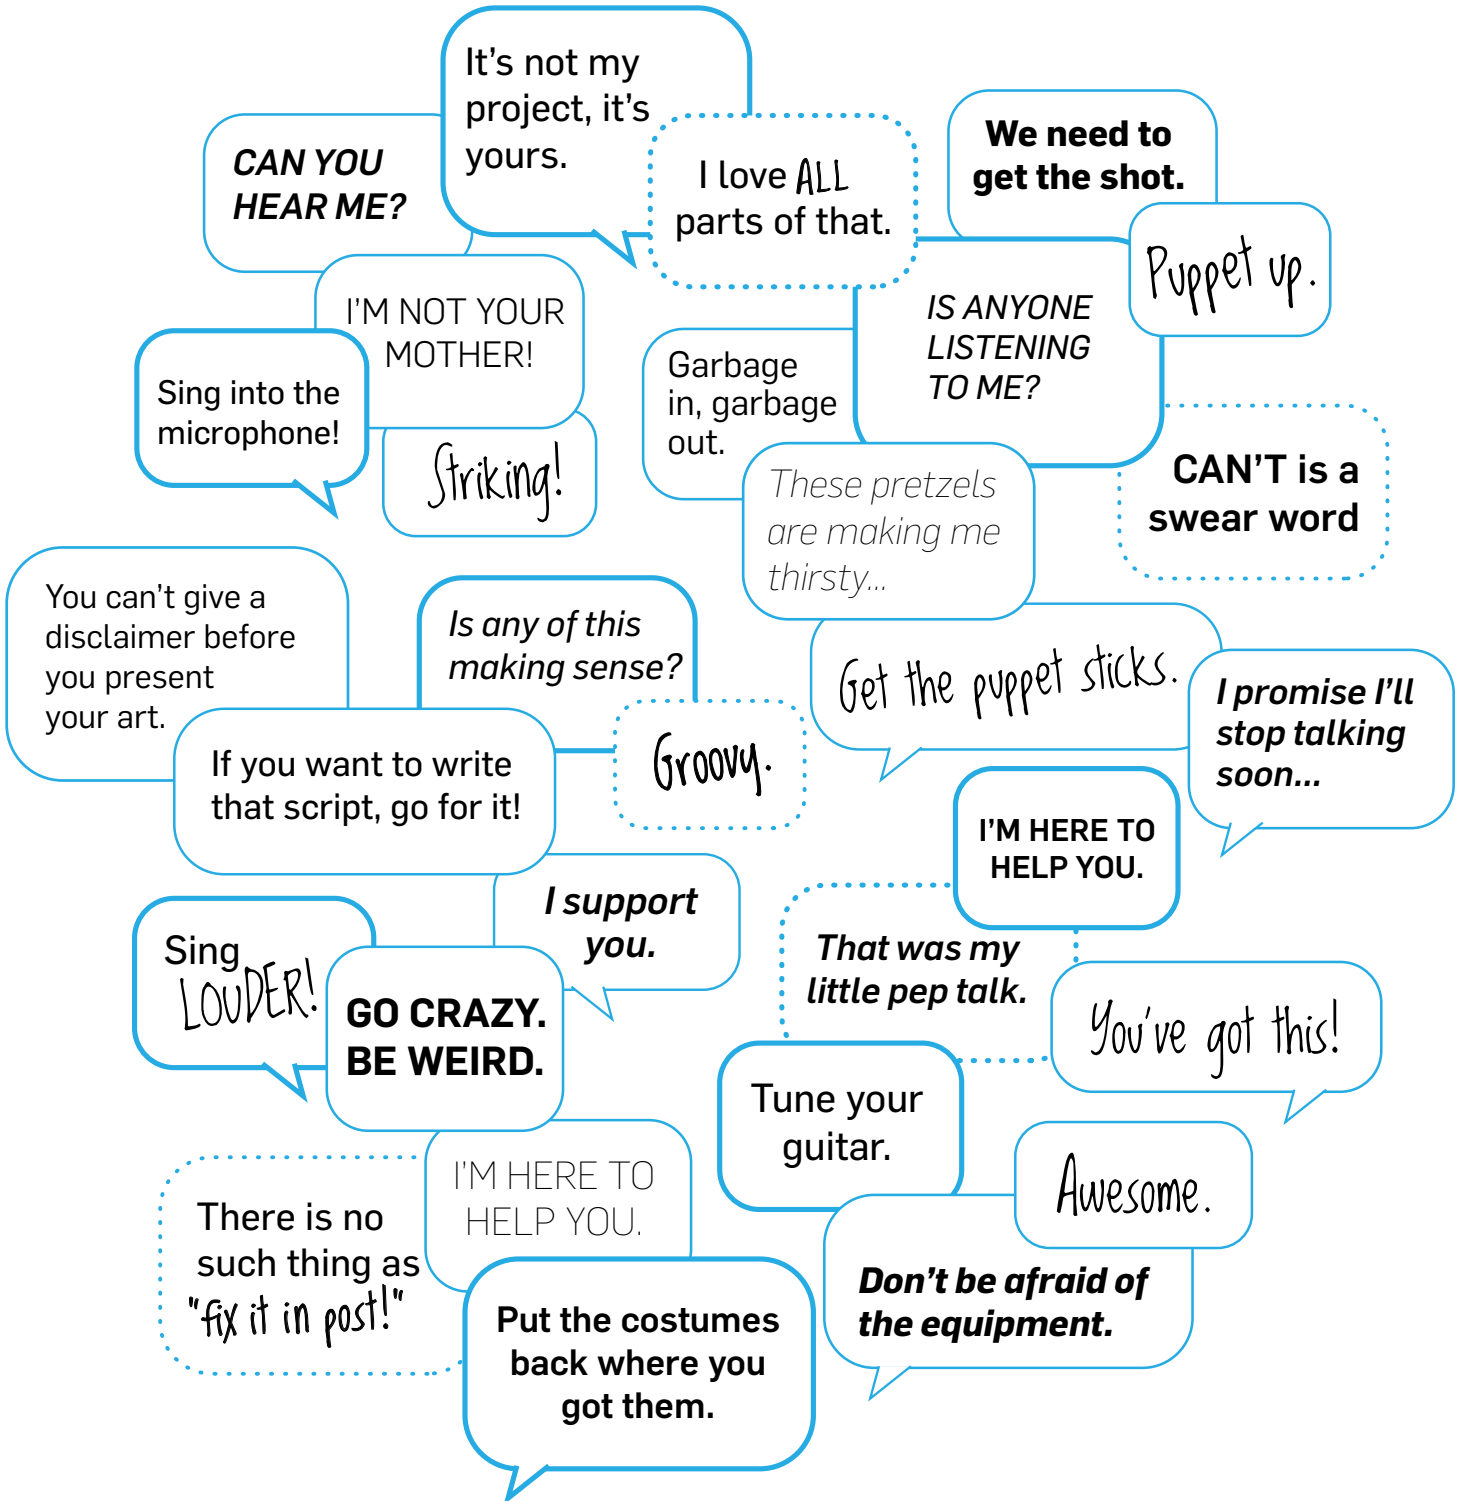 It's not my
project, it's
yours.
CAN YOU
HEAR ME?
I love ALL
parts of that.
We need to
get the shot.
Puppet up.
I'M NOT YOUR
MOTHER!
IS ANYONE
LISTENING
TO ME?
Sing into the
microphone!
Garbage
in, garbage
out.
Striking!
These pretzels
are making me
thirsty...
CAN'T is a
swear word
You can't give a
disclaimer before
you present
your art.
Is any of this
making sense?
Get the puppet sticks.
I promise I'll
stop talking
soon...
If you want to write
that script, go for it!
Groovy.
I'M HERE TO
HELP YOU.
I support
you.
Sing
LOUDER!
That was my
little pep talk.
GO CRAZY.
BE WEIRD.
You've got this!
Tune your
guitar.
I'M HERE TO
HELP YOU.
Awesome.
There is no
such thing as
"fix it in post!"
Don't be afraid of
the equipment.
Put the costumes
back where you
got them.